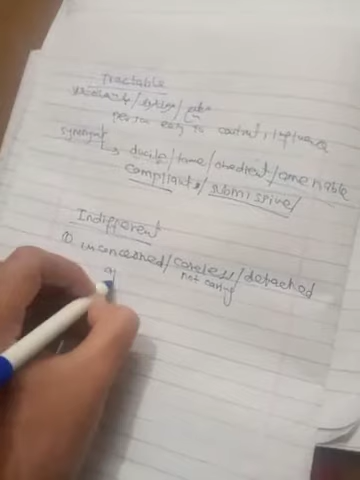 Tractable
person easy to control, influence
synonym
docile/tame/obedient/amenable
compliant/submissive/
Indifferent
① unconcerned/careless/detached
not caring